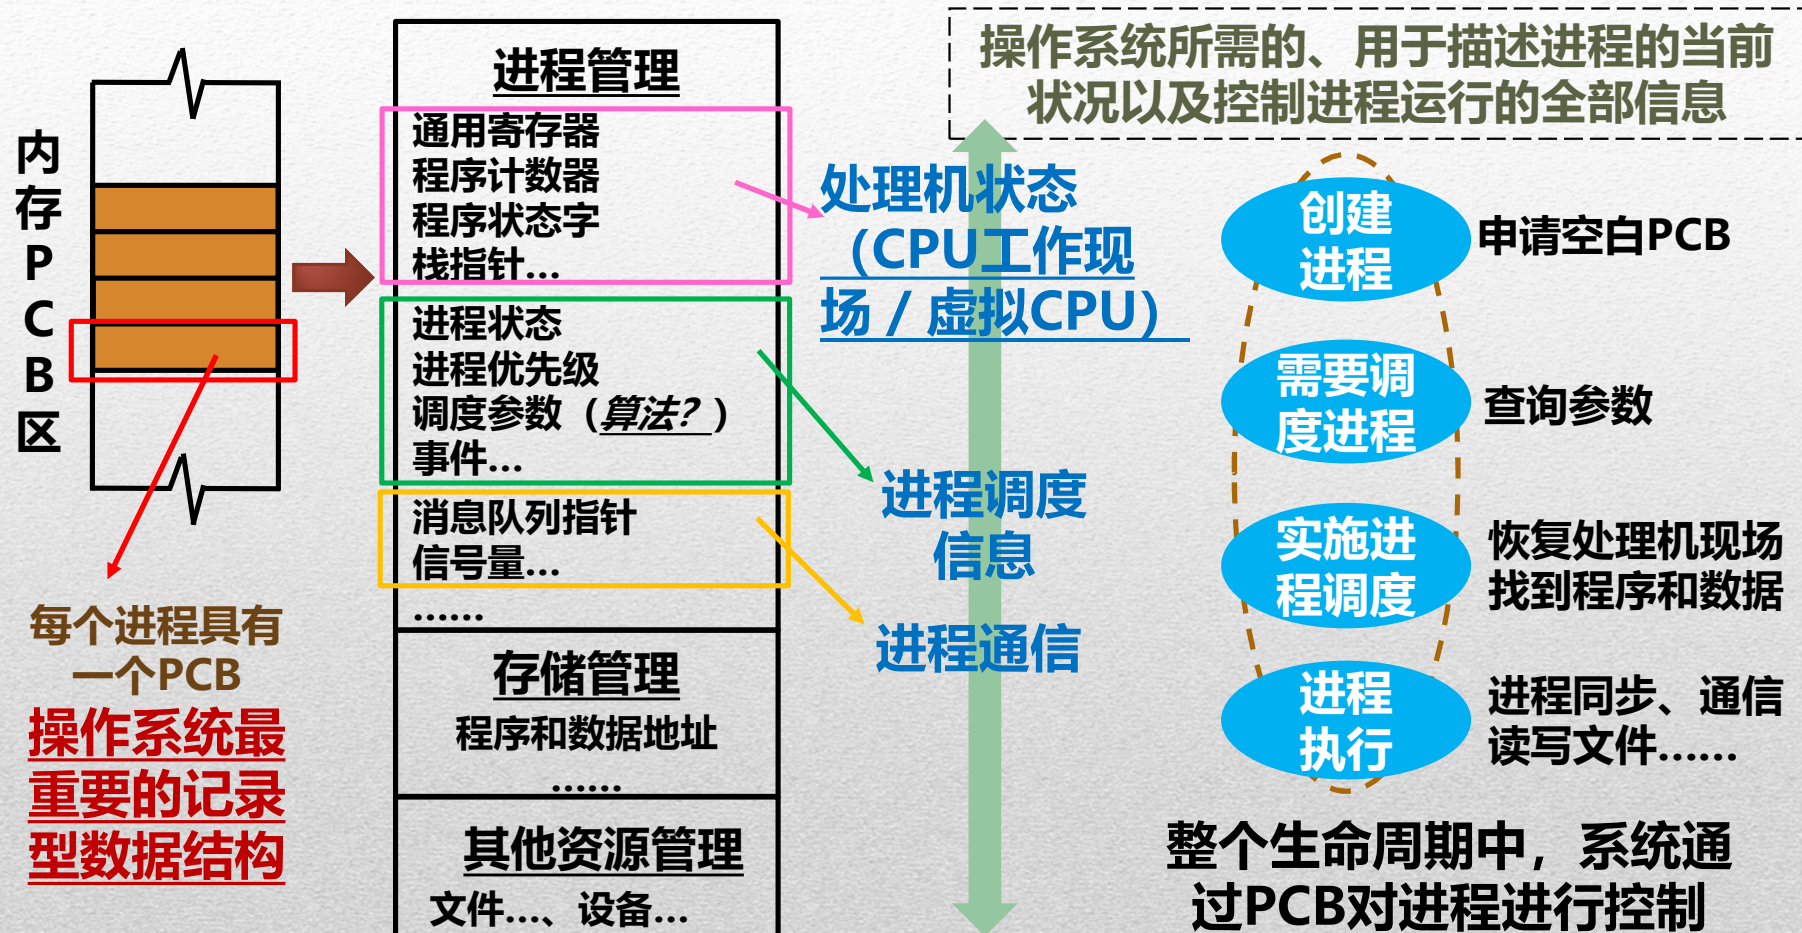 内
存
P
C
B
区
每个进程具有
一个PCB
操作系统最
重要的记录
型数据结构
进程管理
通用寄存器
程序计数器
程序状态字
栈指针...
进程状态
进程优先级
调度参数（算法？）
事件...
消息队列指针
信号量...
......
存储管理
程序和数据地址
......
其他资源管理
文件...、设备...
操作系统所需的、用于描述进程的当前
状况以及控制进程运行的全部信息
处理机状态
（CPU工作现
场 / 虚拟CPU）
进程调度
信息
进程通信
创建
进程
申请空白PCB
需要调
度进程
查询参数
实施进
程调度
恢复处理机现场
找到程序和数据
进程
执行
进程同步、通信
读写文件......
整个生命周期中，系统通
过PCB对进程进行控制